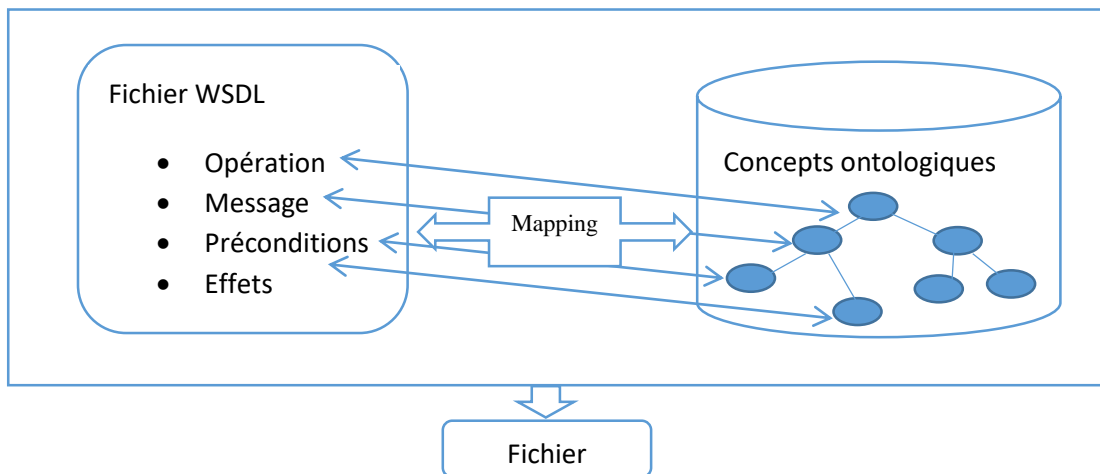 Fichier WSDL
• Opération
• Message
• Préconditions
• Effets
Mapping
Concepts ontologiques
Fichier